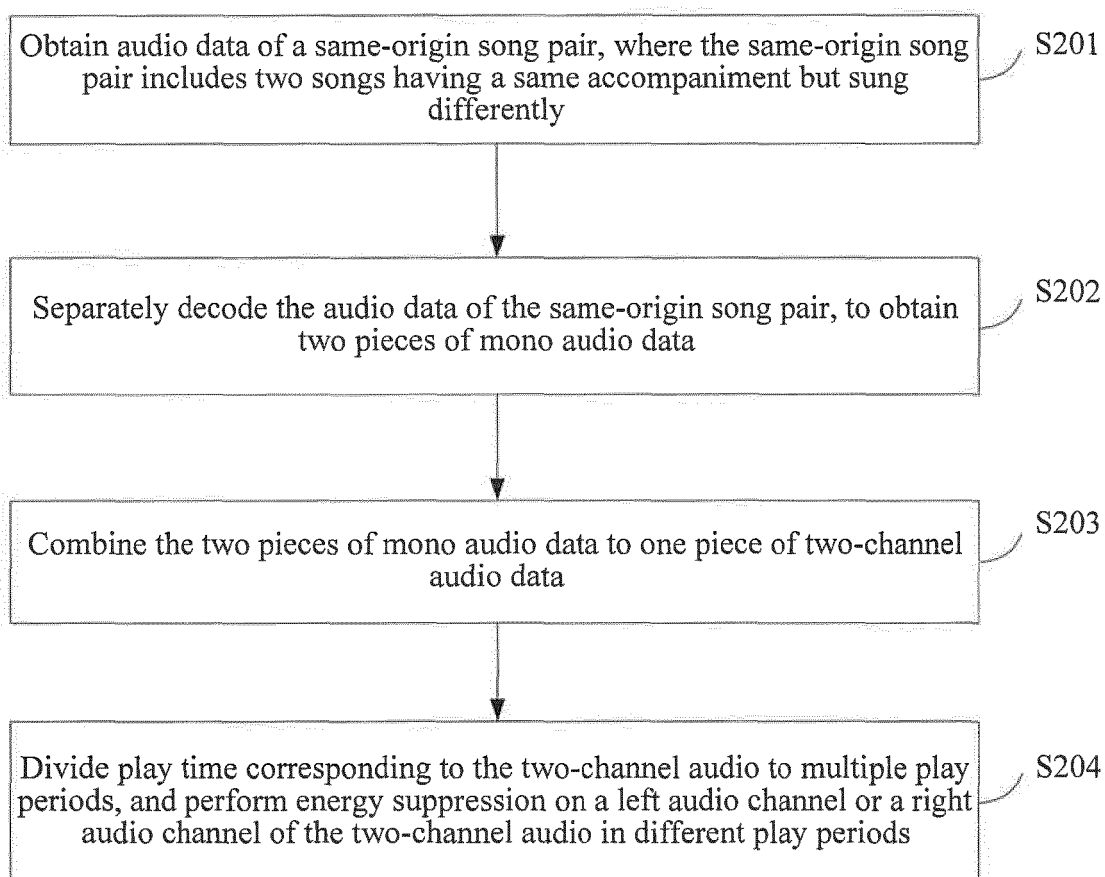 Obtain audio data of a same-origin song pair, where the same-origin song
pair includes two songs having a same accompaniment but sung
differently
S201
Separately decode the audio data of the same-origin song pair, to obtain
two pieces of mono audio data
S202
Combine the two pieces of mono audio data to one piece of two-channel
audio data
S203
Divide play time corresponding to the two-channel audio to multiple play
periods, and perform energy suppression on a left audio channel or a right
audio channel of the two-channel audio in different play periods
S204